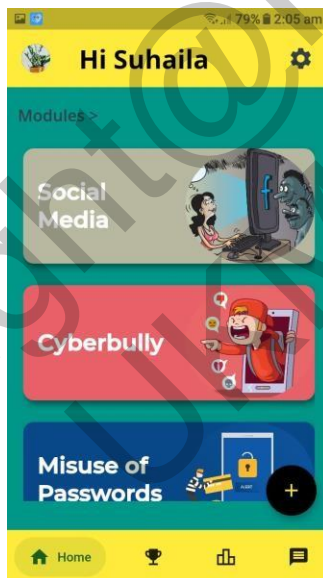 79% 2:05 am
Hi Suhaila
Modules >
Social
Media
f
Cyberbully
Misuse of
Passwords
+
Home